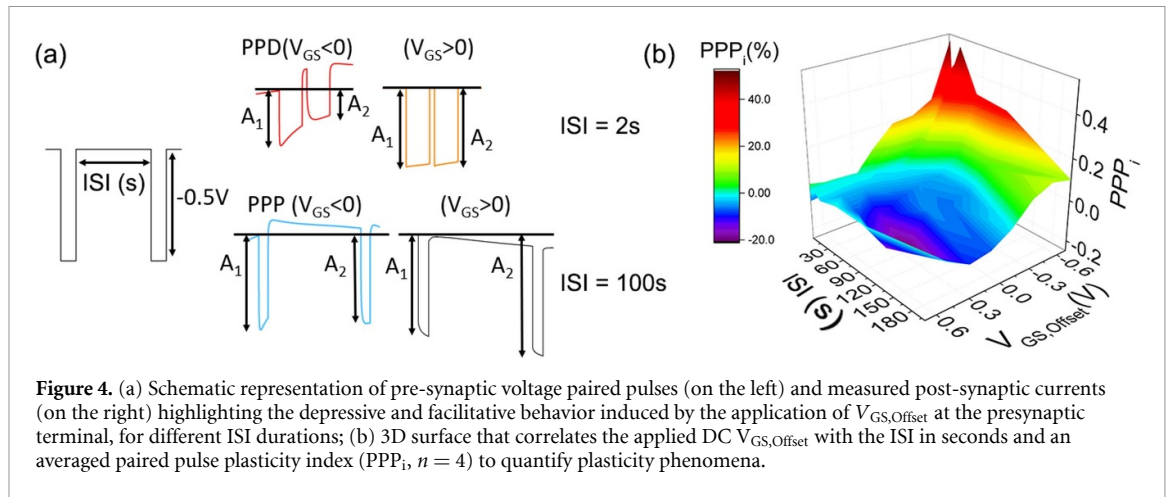 (a)
PPD(VGS<0)
(VGS>0)
A1
A2
A1
A2
ISI = 2s
ISI (s)
-0.5V
PPP (VGS<0)
(VGS>0)
A1
A2
A1
A2
ISI = 100s
(b)
PPPi(%)
40.0
20.0
0.00
-20.0
0.4
0.2
0.0
-0.2
PPPi
30
60
90
120
150
180
ISI (s)
0.6
0.3
0.0
-0.3
-0.6
V GS,Offset(V)
Figure 4. (a) Schematic representation of pre-synaptic voltage paired pulses (on the left) and measured post-synaptic currents
(on the right) highlighting the depressive and facilitative behavior induced by the application of VGS,Offset at the presynaptic
terminal, for different ISI durations; (b) 3D surface that correlates the applied DC VGS,Offset with the ISI in seconds and an
averaged paired pulse plasticity index (PPPi, n = 4) to quantify plasticity phenomena.